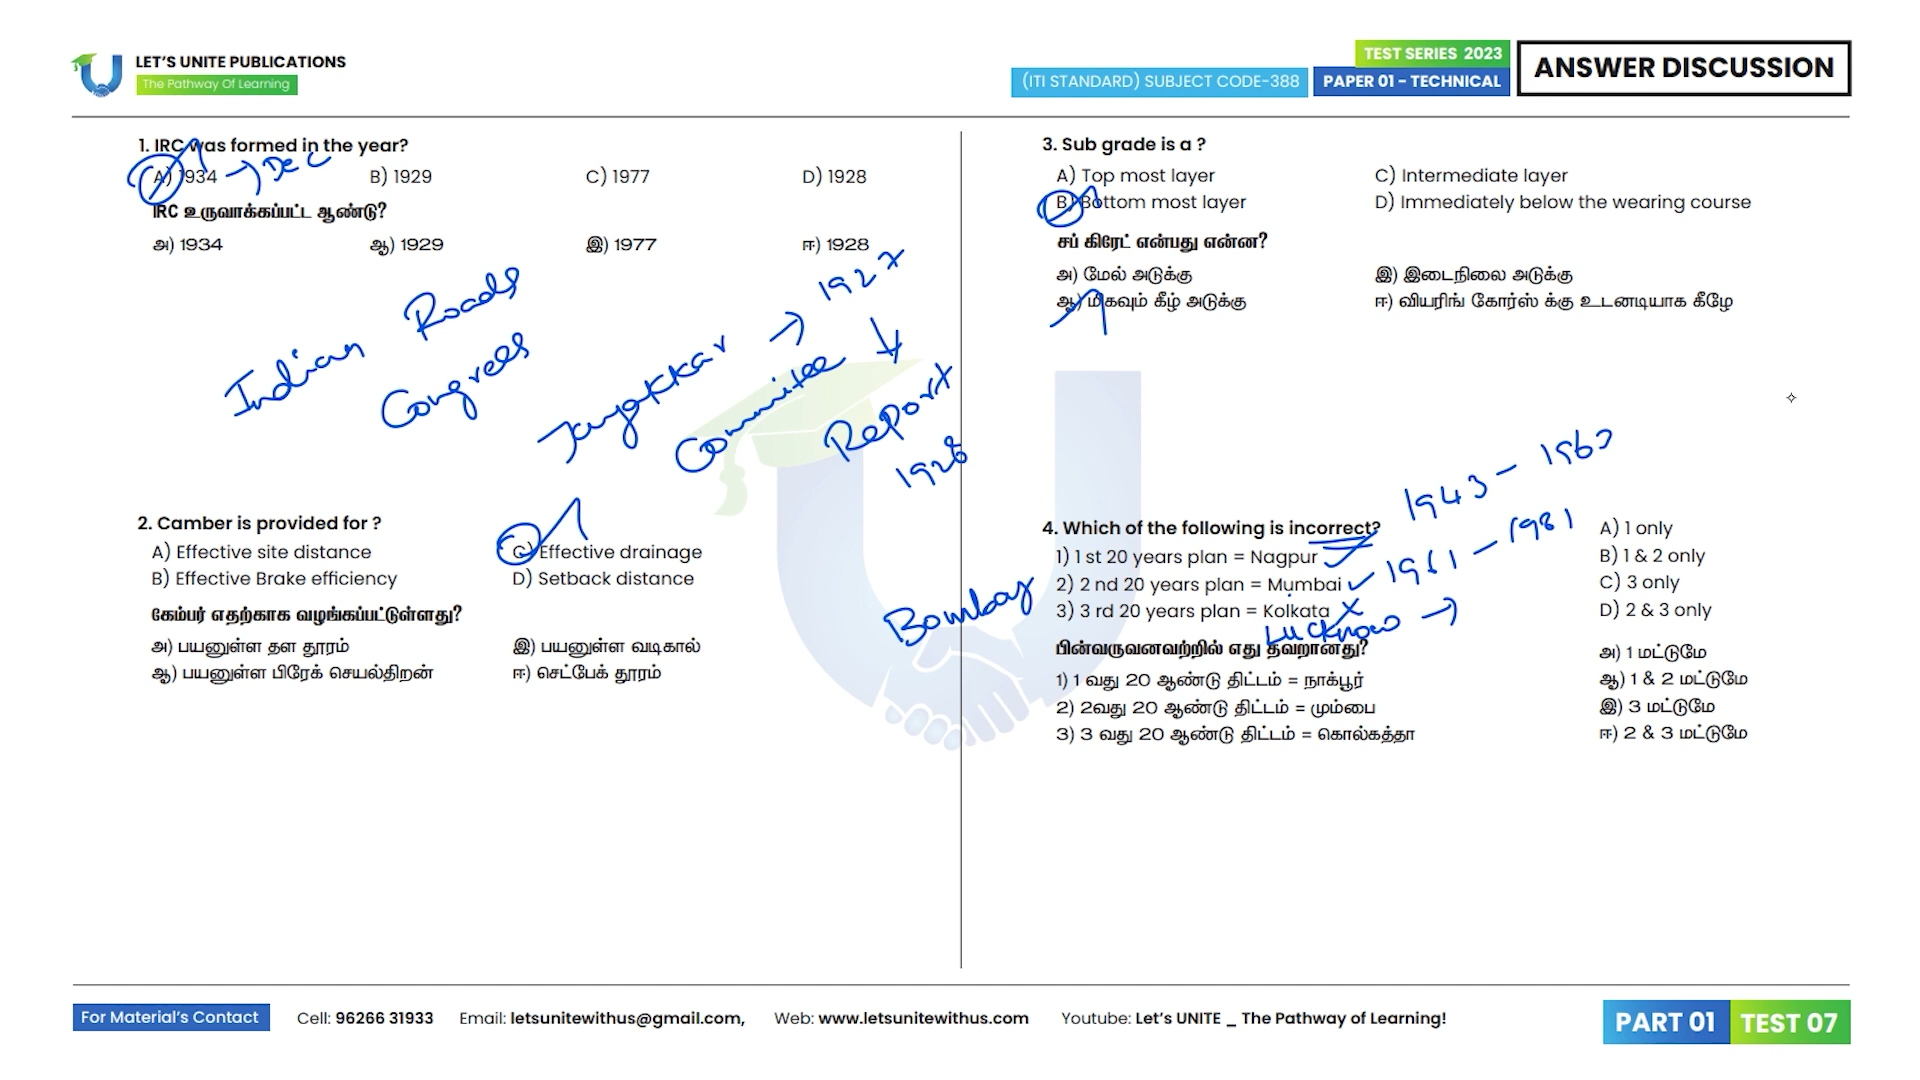 LET'S UNITE PUBLICATIONS
The Pathway Of Learning
TEST SERIES 2023
(ITI STANDARD) SUBJECT CODE-388
PAPER 01 - TECHNICAL
ANSWER DISCUSSION
1. IRC was formed in the year?
A) 1934 → Dec
B) 1929
C) 1977
D) 1928
IRC உருவாக்கப்பட்ட ஆண்டு?
அ) 1934
ஆ) 1929
இ) 1977
ஈ) 1928
Indian Roads
Congress
Jayakkar → 1927
Committee
Report
1928
2. Camber is provided for ?
A) Effective site distance
C) Effective drainage
B) Effective Brake efficiency
D) Setback distance
கேம்பர் எதற்காக வழங்கப்பட்டுள்ளது?
அ) பயனுள்ள தள தூரம்
இ) பயனுள்ள வடிகால்
ஆ) பயனுள்ள பிரேக் செயல்திறன்
ஈ) செட்பேக் தூரம்
3. Sub grade is a ?
A) Top most layer
C) Intermediate layer
B) Bottom most layer
D) Immediately below the wearing course
சப் கிரேட் என்பது என்ன?
அ) மேல் அடுக்கு
இ) இடைநிலை அடுக்கு
ஆ) மிகவும் கீழ் அடுக்கு
ஈ) வியரிங் கோர்ஸ் க்கு உடனடியாக கீழே
1943 - 1963
4. Which of the following is incorrect?
1) 1 st 20 years plan = Nagpur
2) 2 nd 20 years plan = Mumbai
1961 - 1981
3) 3 rd 20 years plan = Kolkata
Bombay
Lucknow →
A) 1 only
B) 1 & 2 only
C) 3 only
D) 2 & 3 only
பின்வருவனவற்றில் எது தவறானது?
1) 1 வது 20 ஆண்டு திட்டம் = நாக்பூர்
2) 2வது 20 ஆண்டு திட்டம் = மும்பை
3) 3 வது 20 ஆண்டு திட்டம் = கொல்கத்தா
அ) 1 மட்டுமே
ஆ) 1 & 2 மட்டுமே
இ) 3 மட்டுமே
ஈ) 2 & 3 மட்டுமே
For Material's Contact
Cell: 96266 31933
Email: letsunitewithus@gmail.com,
Web: www.letsunitewithus.com
Youtube: Let's UNITE _ The Pathway of Learning!
PART 01
TEST 07